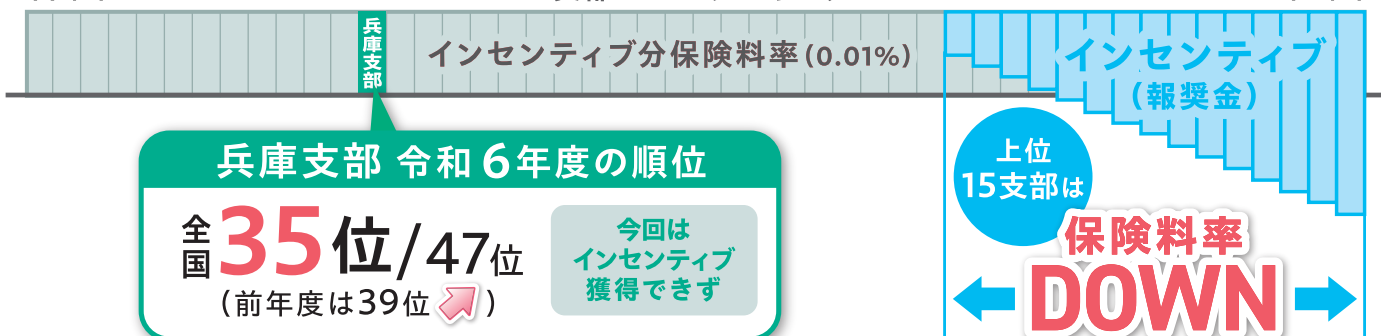 兵庫支部
インセンティブ分保険料率(0.01%)
インセンティブ
(報奨金)
兵庫支部 令和6年度の順位
全国35位/47位
(前年度は39位)
今回は
インセンティブ
獲得できず
上位
15支部は
保険料率
DOWN